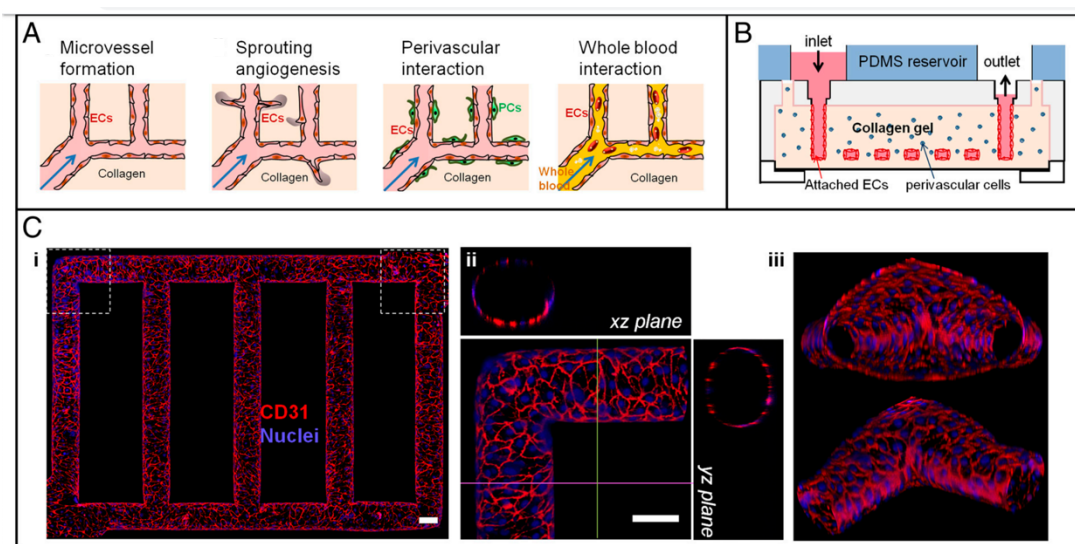 A
Microvessel
formation
ECs
Collagen
Sprouting
angiogenesis
ECs
Collagen
Perivascular
interaction
PCs
ECs
Collagen
Whole blood
interaction
ECs
Whole
blood
Collagen
B
inlet
PDMS reservoir
outlet
Collagen gel
Attached ECs
perivascular cells
C
i
CD31
Nuclei
ii
xz plane
yz plane
iii